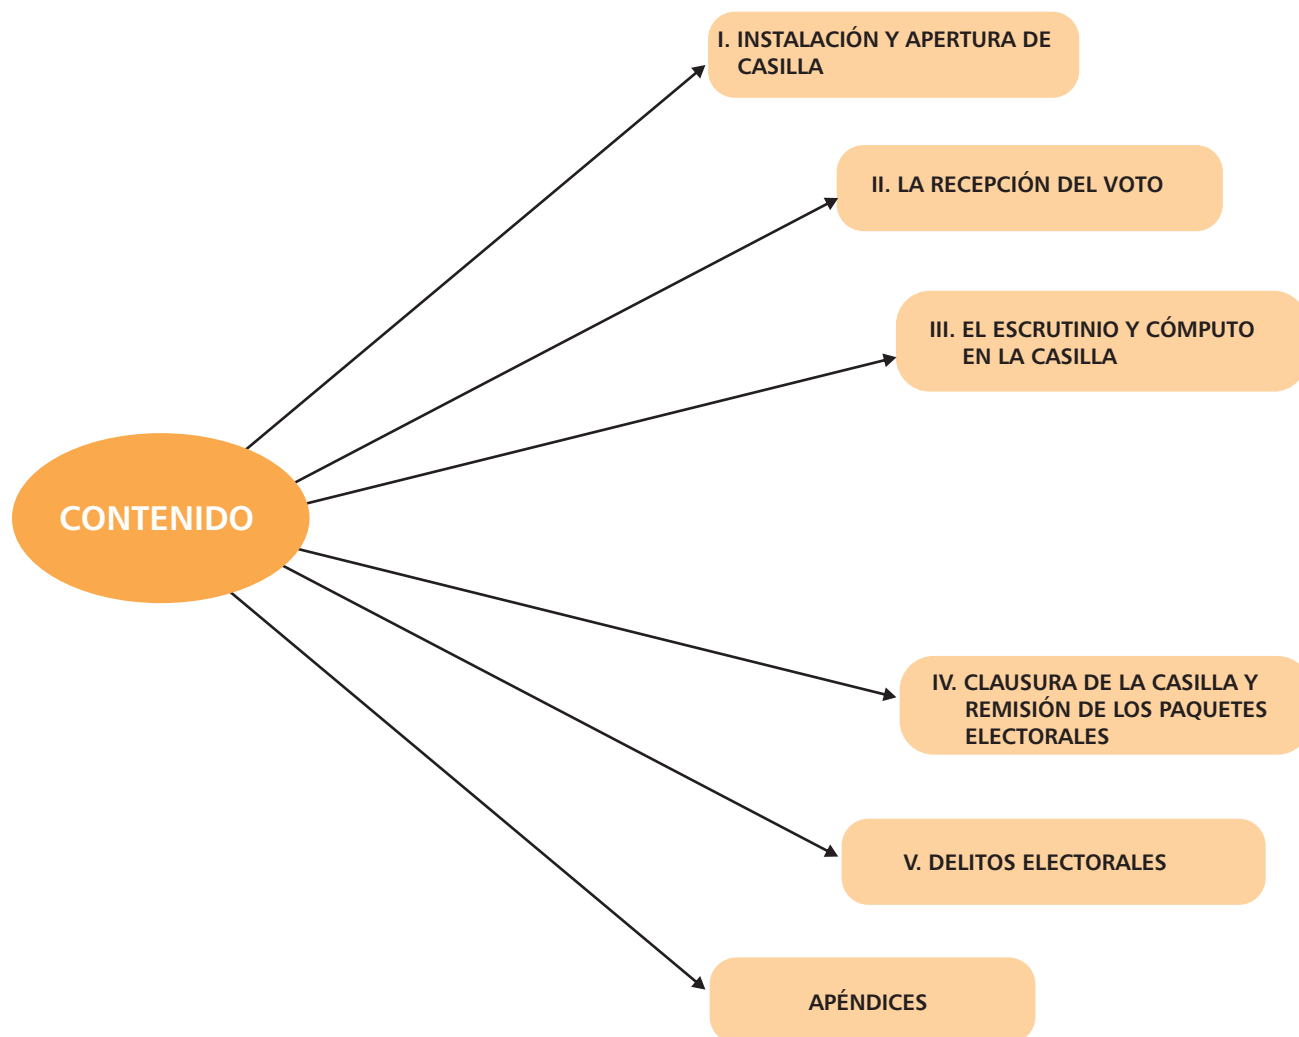 I. INSTALACIÓN Y APERTURA DE
CASILLA
II. LA RECEPCIÓN DEL VOTO
III. EL ESCRUTINIO Y CÓMPUTO
EN LA CASILLA
CONTENIDO
IV. CLAUSURA DE LA CASILLA Y
REMISIÓN DE LOS PAQUETES
ELECTORALES
V. DELITOS ELECTORALES
APÉNDICES